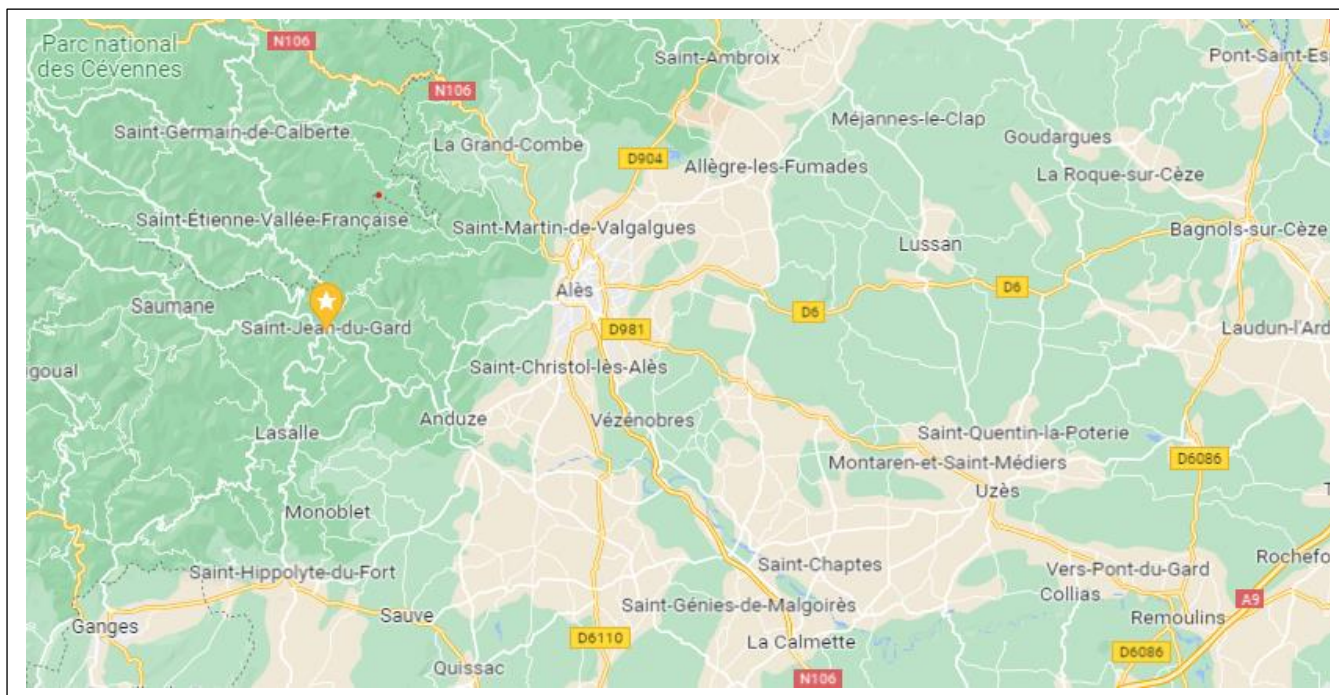 Parc national
des Cévennes
N106
Saint-Ambroix
Pont-Saint-Es
N106
Méjannes-le-Clap
Saint-Germain-de-Calberte
La Grand-Combe
Goudargues
D904
Allègre-les-Fumades
La Roque-sur-Cèze
Saint-Étienne-Vallée-Française
Saint-Martin-de-Valgalgues
Bagnols-sur-Cèze
Lussan
Alès
D6
Saumane
D6
Saint-Jean-du-Gard
D981
Laudun-l'Ard
Saint-Christol-lès-Alès
goual
Anduze
Vézénobres
Lasalle
Saint-Quentin-la-Poterie
D6086
Montaren-et-Saint-Médiers
Uzès
T
Monoblet
Saint-Chaptes
Rochefo
Saint-Hippolyte-du-Fort
Vers-Pont-du-Gard
Collias
A9
Saint-Génies-de-Malgoirès
Sauve
Remoulins
Ganges
D6110
La Calmette
D6086
Quissac
N106